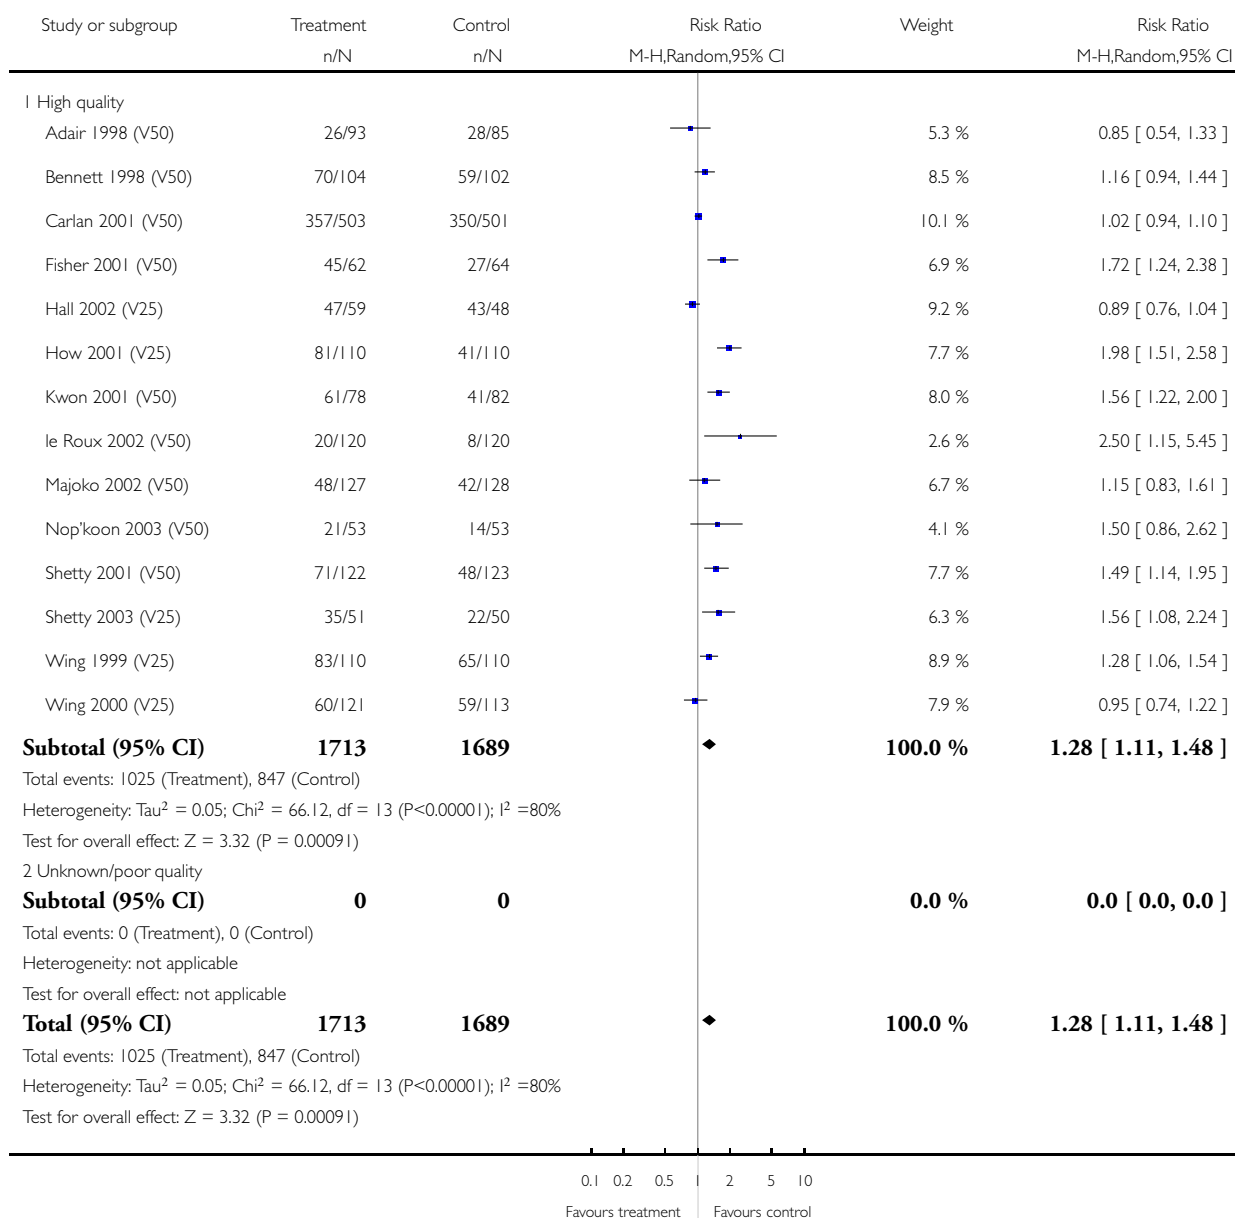 Study or subgroup Treatment Control Risk Ratio Weight Risk Ratio
n/N n/N M-H,Random,95% CI M-H,Random,95% CI
1 High quality
Adair 1998 (V50) 26/93 28/85 5.3 % 0.85 [ 0.54, 1.33 ]
Bennett 1998 (V50) 70/104 59/102 8.5 % 1.16 [ 0.94, 1.44 ]
Carlan 2001 (V50) 357/503 350/501 10.1 % 1.02 [ 0.94, 1.10 ]
Fisher 2001 (V50) 45/62 27/64 6.9 % 1.72 [ 1.24, 2.38 ]
Hall 2002 (V25) 47/59 43/48 9.2 % 0.89 [ 0.76, 1.04 ]
How 2001 (V25) 81/110 41/110 7.7 % 1.98 [ 1.51, 2.58 ]
Kwon 2001 (V50) 61/78 41/82 8.0 % 1.56 [ 1.22, 2.00 ]
le Roux 2002 (V50) 20/120 8/120 2.6 % 2.50 [ 1.15, 5.45 ]
Majoko 2002 (V50) 48/127 42/128 6.7 % 1.15 [ 0.83, 1.61 ]
Nop'koon 2003 (V50) 21/53 14/53 4.1 % 1.50 [ 0.86, 2.62 ]
Shetty 2001 (V50) 71/122 48/123 7.7 % 1.49 [ 1.14, 1.95 ]
Shetty 2003 (V25) 35/51 22/50 6.3 % 1.56 [ 1.08, 2.24 ]
Wing 1999 (V25) 83/110 65/110 8.9 % 1.28 [ 1.06, 1.54 ]
Wing 2000 (V25) 60/121 59/113 7.9 % 0.95 [ 0.74, 1.22 ]
Subtotal (95% CI) 1713 1689 100.0 % 1.28 [ 1.11, 1.48 ]
Total events: 1025 (Treatment), 847 (Control)
Heterogeneity: Tau² = 0.05; Chi² = 66.12, df = 13 (P<0.00001); I² =80%
Test for overall effect: Z = 3.32 (P = 0.00091)
2 Unknown/poor quality
Subtotal (95% CI) 0 0 0.0 % 0.0 [ 0.0, 0.0 ]
Total events: 0 (Treatment), 0 (Control)
Heterogeneity: not applicable
Test for overall effect: not applicable
Total (95% CI) 1713 1689 100.0 % 1.28 [ 1.11, 1.48 ]
Total events: 1025 (Treatment), 847 (Control)
Heterogeneity: Tau² = 0.05; Chi² = 66.12, df = 13 (P<0.00001); I² =80%
Test for overall effect: Z = 3.32 (P = 0.00091)
0.1 0.2 0.5 1 2 5 10
Favours treatment Favours control